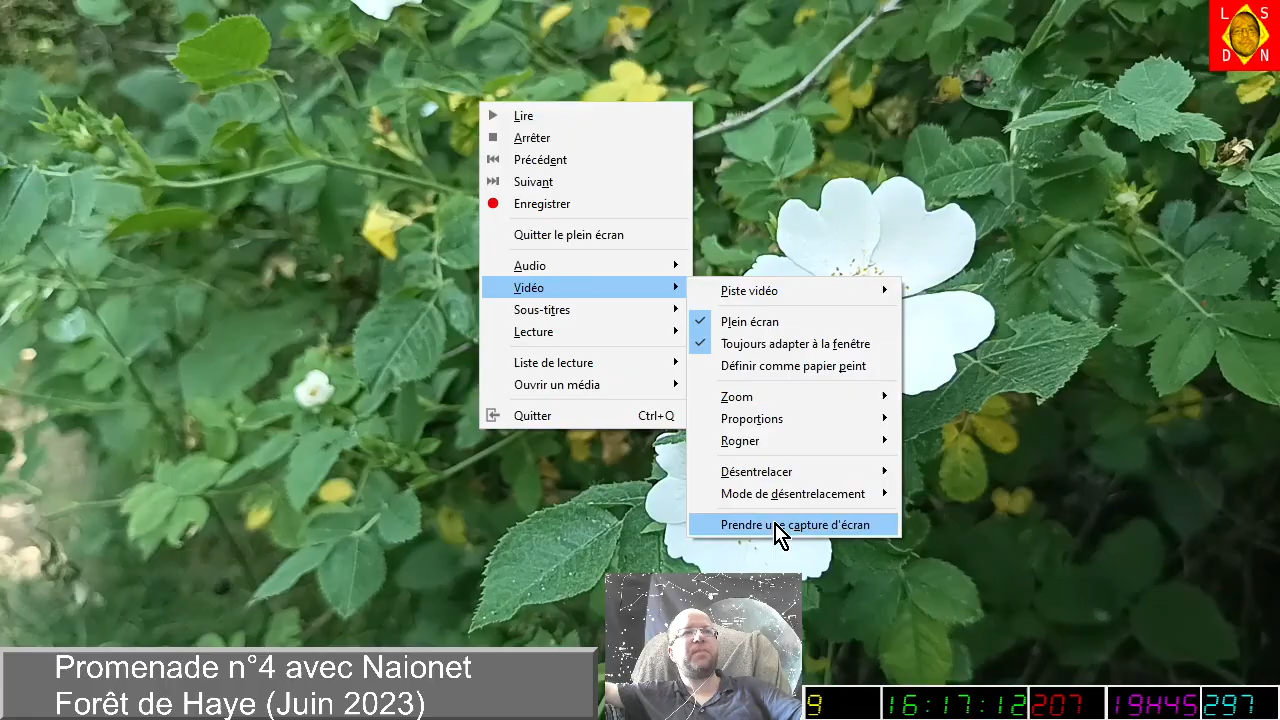 L S
D N
Lire
Arrêter
Précédent
Suivant
Enregistrer
Quitter le plein écran
Audio
Vidéo
Sous-titres
Lecture
Liste de lecture
Ouvrir un média
Quitter Ctrl+Q
Piste vidéo
Plein écran
Toujours adapter à la fenêtre
Définir comme papier peint
Zoom
Proportions
Rogner
Désentrelacer
Mode de désentrelacement
Prendre une capture d'écran
Promenade n°4 avec Naionet
Forêt de Haye (Juin 2023)
9 16:17:12 207 19H45 297